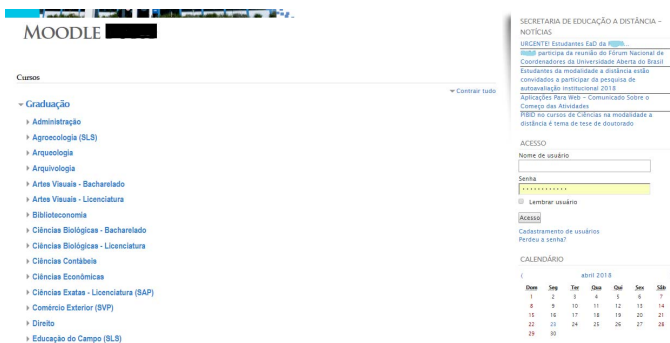 MOODLE
Cursos
Contrair tudo
Graduação
Administração
Agroecologia (SLS)
Arqueologia
Arquivologia
Artes Visuais - Bacharelado
Artes Visuais - Licenciatura
Biblioteconomia
Ciências Biológicas - Bacharelado
Ciências Biológicas - Licenciatura
Ciências Contábeis
Ciências Econômicas
Ciências Exatas - Licenciatura (SAP)
Comércio Exterior (SVP)
Direito
Educação do Campo (SLS)
SECRETARIA DE EDUCAÇÃO A DISTÂNCIA –
NOTÍCIAS
URGENTE! Estudantes EaD da
participa da reunião do Fórum Nacional de
Coordenadores da Universidade Aberta do Brasil
Estudantes da modalidade a distância estão
convidados a participar da pesquisa de
autoavaliação institucional 2018
Aplicações Para Web – Comunicado Sobre o
Começo das Atividades
PIBID no cursos de Ciências na modalidade a
distância é tema de tese de doutorado
ACESSO
Nome de usuário
Senha
Lembrar usuário
Acesso
Cadastramento de usuários
Perdeu a senha?
CALENDÁRIO
abril 2018
Dom Seg Ter Qua Qui Sex Sáb
1 2 3 4 5 6 7
8 9 10 11 12 13 14
15 16 17 18 19 20 21
22 23 24 25 26 27 28
29 30